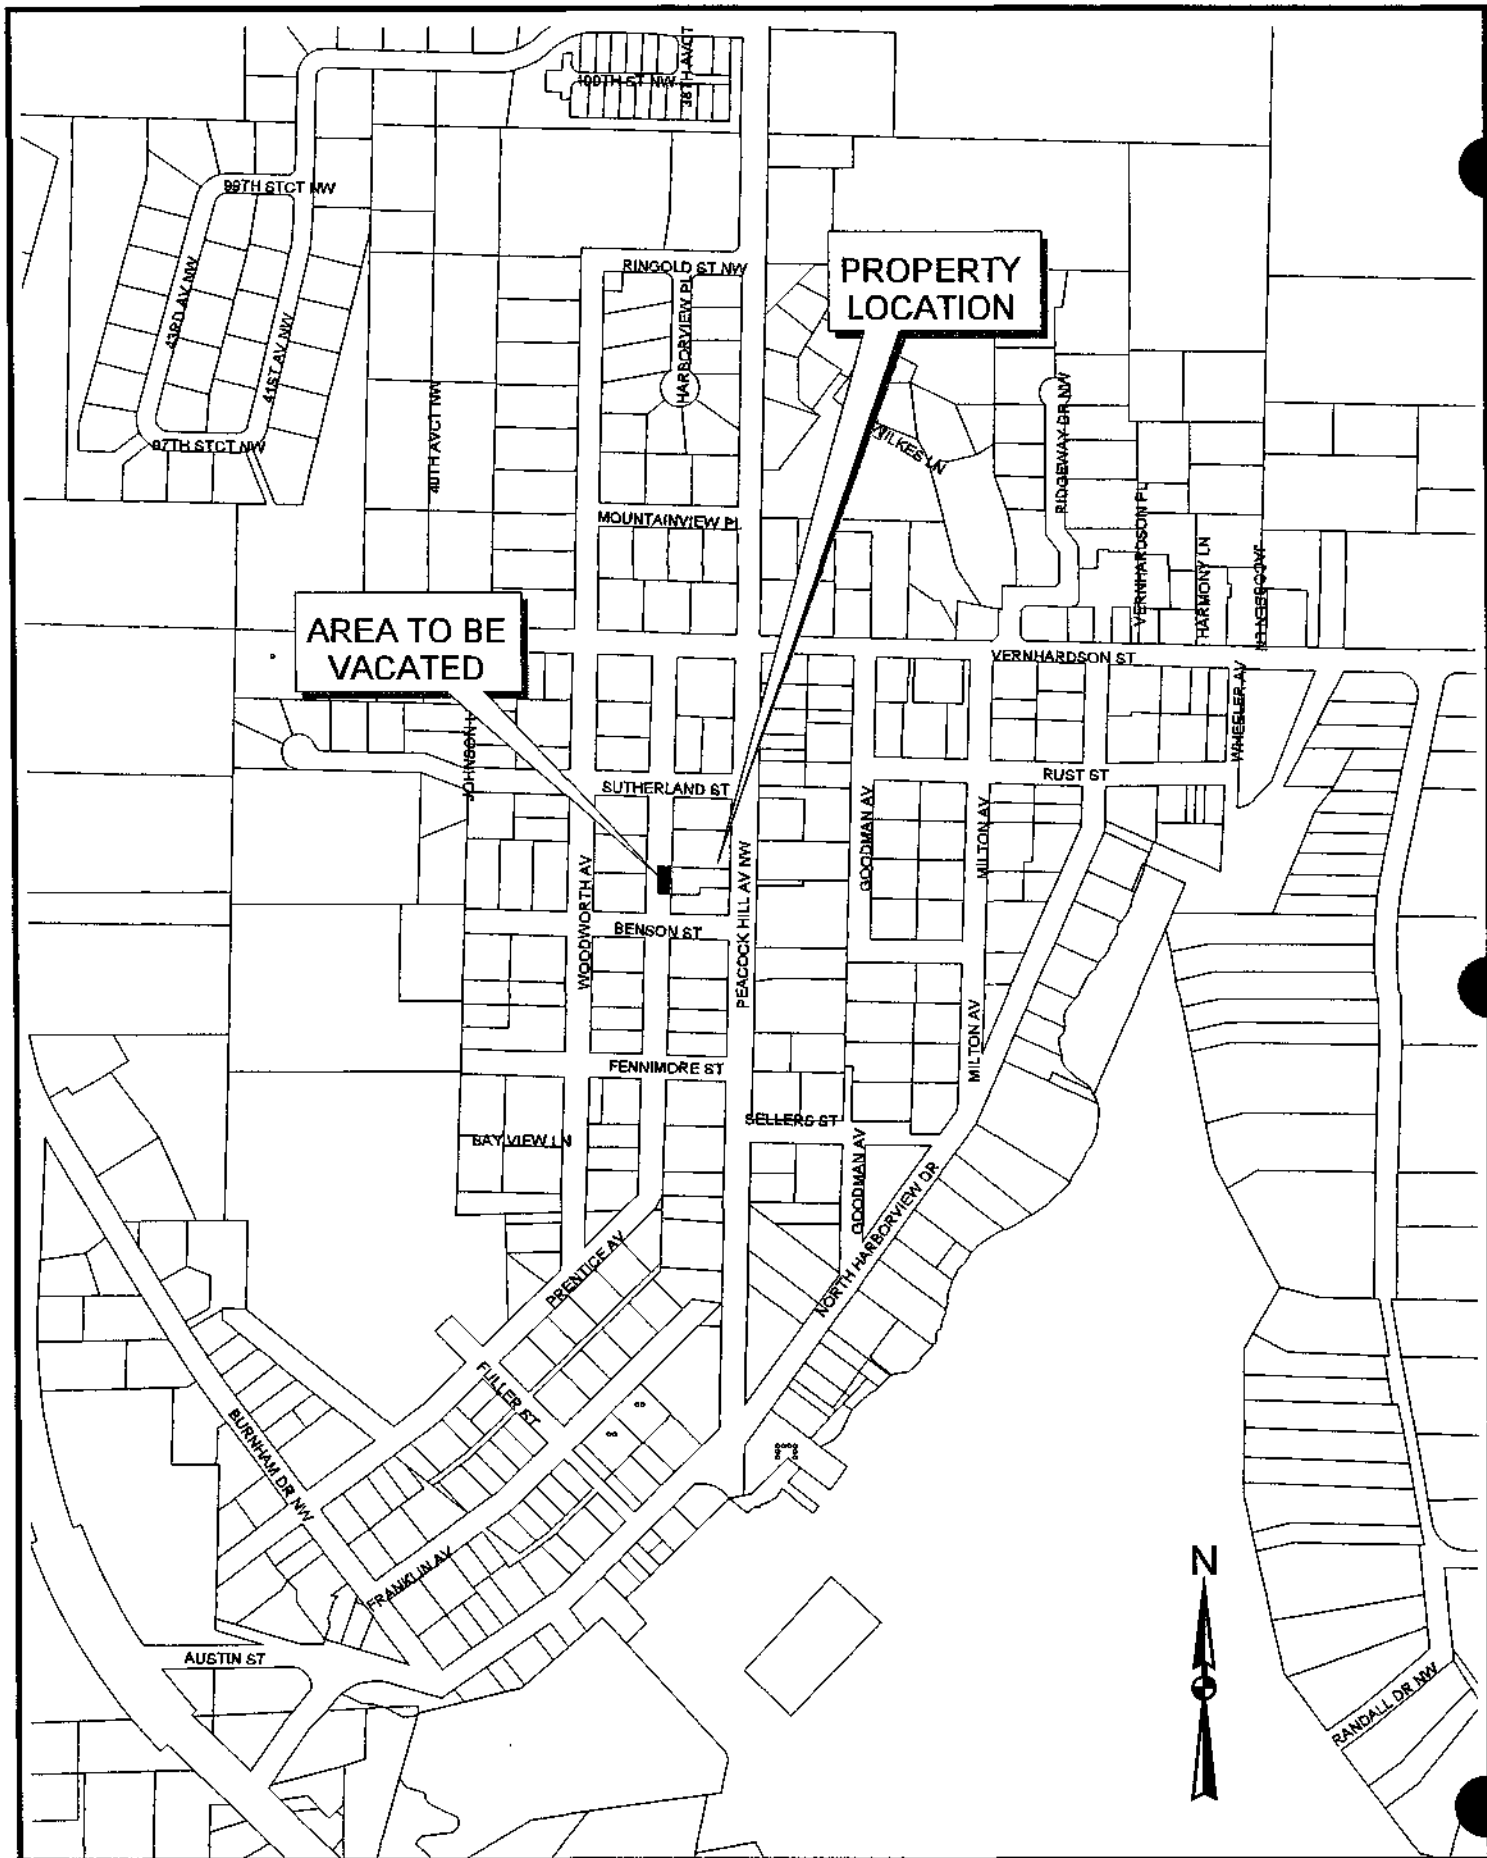 100TH ST NW
38TH AVCT
99TH STCT NW
RINGOLD ST NW
PROPERTY
LOCATION
43RD AV NW
41ST AV NW
HARBORVIEW PL
40TH AVCT NW
97TH STCT NW
WILKES LN
RIDGEWAY DR NW
MOUNTAINVIEW PL
VERNHARDSON PL
HARMONY LN
JACOBSEN LN
AREA TO BE
VACATED
VERNHARDSON ST
WHEELER AV
JOHNSON
SUTHERLAND ST
RUST ST
GOODMAN AV
MILTON AV
WOODWORTH AV
PEACOCK HILL AV NW
BENSON ST
MILTON AV
FENNIMORE ST
SELLERS ST
BAY VIEW LN
GOODMAN AV
NORTH HARBORVIEW DR
PRENTICE AV
FULLER ST
BURNHAM DR NW
FRANKLIN AV
N
AUSTIN ST
RANDALL DR NW